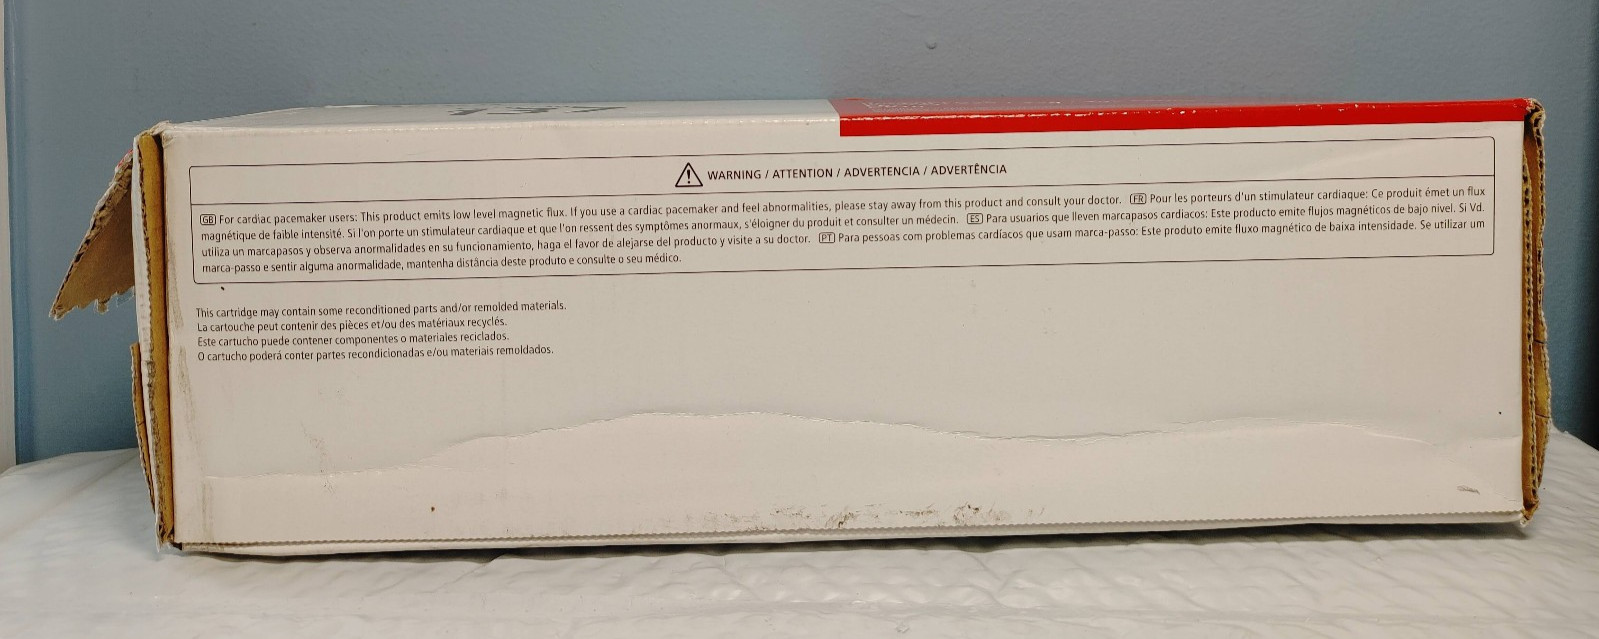 WARNING / ATTENTION / ADVERTENCIA / ADVERTÊNCIA
GB For cardiac pacemaker users: This product emits low level magnetic flux. If you use a cardiac pacemaker and feel abnormalities, please stay away from this product and consult your doctor. FR Pour les porteurs d'un stimulateur cardiaque: Ce produit émet un flux
magnétique de faible intensité. Si l'on porte un stimulateur cardiaque et que l'on ressent des symptômes anormaux, s'éloigner du produit et consulter un médecin. ES Para usuarios que lleven marcapasos cardiacos: Este producto emite flujos magnéticos de bajo nivel. Si Vd.
utiliza un marcapasos y observa anormalidades en su funcionamiento, haga el favor de alejarse del producto y visite a su doctor. PT Para pessoas com problemas cardíacos que usam marca-passo: Este produto emite fluxo magnético de baixa intensidade. Se utilizar um
marca-passo e sentir alguma anormalidade, mantenha distância deste produto e consulte o seu médico.
This cartridge may contain some reconditioned parts and/or remolded materials.
La cartouche peut contenir des pièces et/ou des matériaux recyclés.
Este cartucho puede contener componentes o materiales reciclados.
O cartucho poderá conter partes recondicionadas e/ou materiais remoldados.